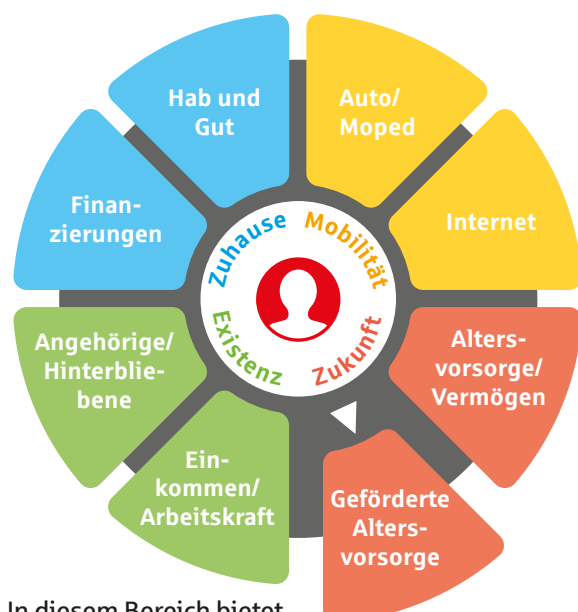 Hab und
Gut
Auto/
Moped
Finan-
zierungen
Internet
Zuhause
Mobilität
Existenz
Zukunft
Angehörige/
Hinterblie-
bene
Alters-
vorsorge/
Vermögen
Ein-
kommen/
Arbeitskraft
Geförderte
Alters-
vorsorge
In diesem Bereich bietet